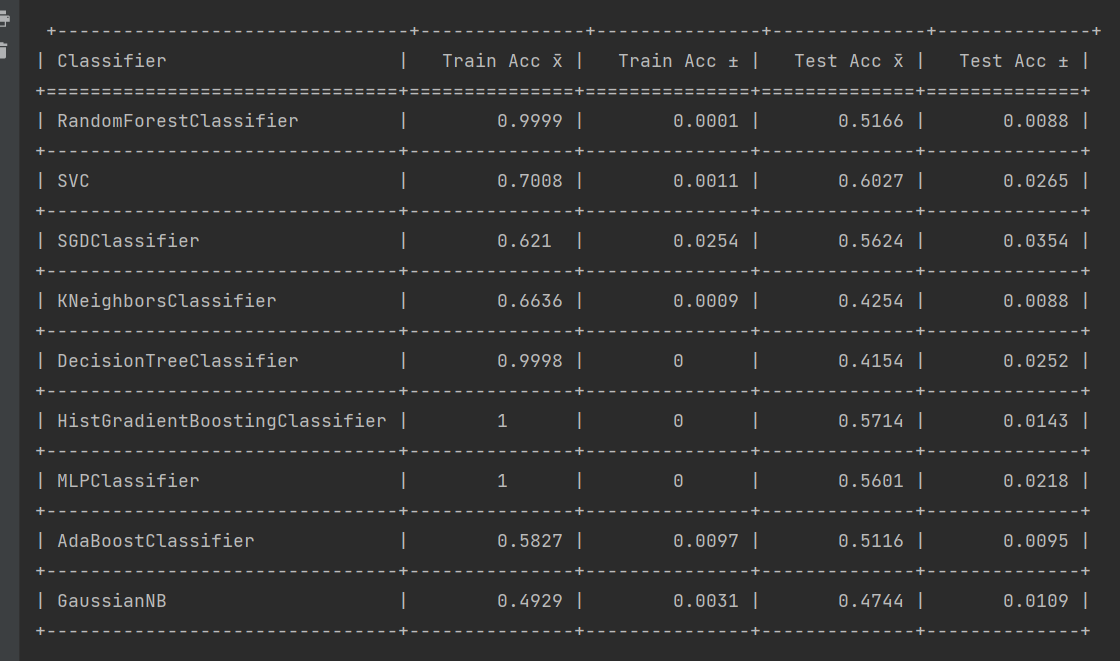 +--------------------------------+---------------+---------------+--------------+--------------+
| Classifier                     |   Train Acc x̄ |   Train Acc ± |   Test Acc x̄ |   Test Acc ± |
+================================+===============+===============+==============+==============+
| RandomForestClassifier         |        0.9999 |        0.0001 |       0.5166 |       0.0088 |
+--------------------------------+---------------+---------------+--------------+--------------+
| SVC                            |        0.7008 |        0.0011 |       0.6027 |       0.0265 |
+--------------------------------+---------------+---------------+--------------+--------------+
| SGDClassifier                  |        0.621  |        0.0254 |       0.5624 |       0.0354 |
+--------------------------------+---------------+---------------+--------------+--------------+
| KNeighborsClassifier           |        0.6636 |        0.0009 |       0.4254 |       0.0088 |
+--------------------------------+---------------+---------------+--------------+--------------+
| DecisionTreeClassifier         |        0.9998 |        0      |       0.4154 |       0.0252 |
+--------------------------------+---------------+---------------+--------------+--------------+
| HistGradientBoostingClassifier |        1      |        0      |       0.5714 |       0.0143 |
+--------------------------------+---------------+---------------+--------------+--------------+
| MLPClassifier                  |        1      |        0      |       0.5601 |       0.0218 |
+--------------------------------+---------------+---------------+--------------+--------------+
| AdaBoostClassifier             |        0.5827 |        0.0097 |       0.5116 |       0.0095 |
+--------------------------------+---------------+---------------+--------------+--------------+
| GaussianNB                     |        0.4929 |        0.0031 |       0.4744 |       0.0109 |
+--------------------------------+---------------+---------------+--------------+--------------+